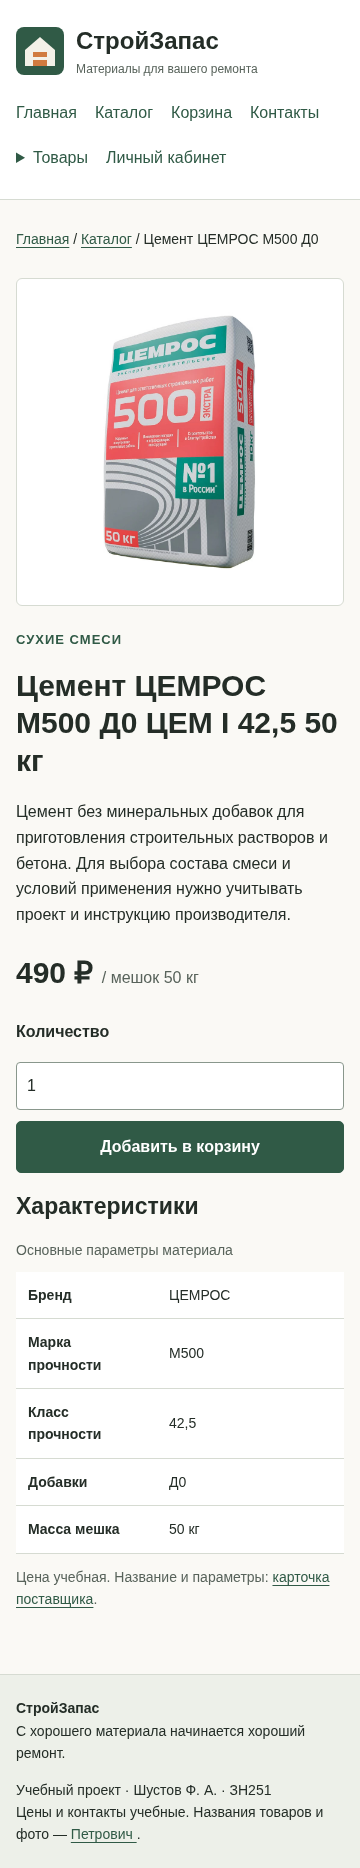 СтройЗапас
Материалы для вашего ремонта
Главная Каталог Корзина Контакты
Товары Личный кабинет
Главная / Каталог / Цемент ЦЕМРОС М500 Д0
ЦЕМРОС
500
ЭКСТРА
№1
в России
50 кг
СУХИЕ СМЕСИ
Цемент ЦЕМРОС
М500 Д0 ЦЕМ I 42,5 50
кг
Цемент без минеральных добавок для
приготовления строительных растворов и
бетона. Для выбора состава смеси и
условий применения нужно учитывать
проект и инструкцию производителя.
490 ₽ / мешок 50 кг
Количество
1
Добавить в корзину
Характеристики
Основные параметры материала
Бренд ЦЕМРОС
Марка
прочности М500
Класс
прочности 42,5
Добавки Д0
Масса мешка 50 кг
Цена учебная. Название и параметры: карточка
поставщика.
СтройЗапас
С хорошего материала начинается хороший
ремонт.
Учебный проект · Шустов Ф. А. · ЗН251
Цены и контакты учебные. Названия товаров и
фото — Петрович .